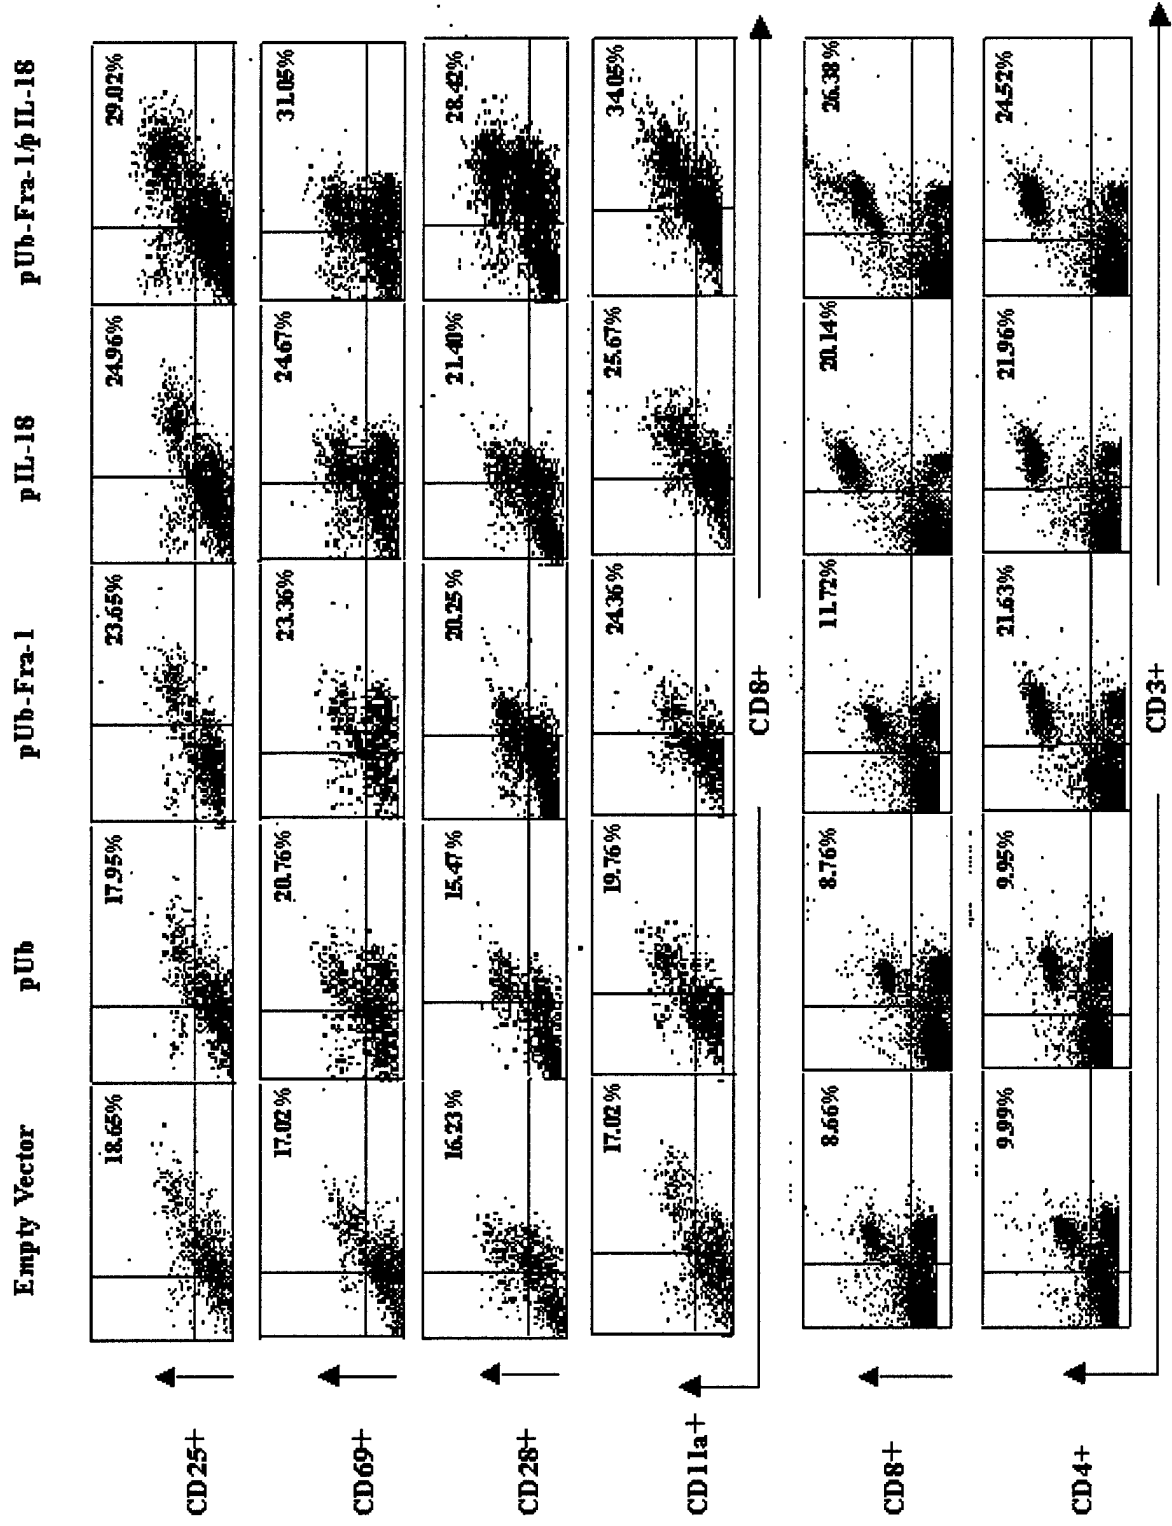 Empty Vector pUb pUb-Fra-1 pIL-18 pUb-Fra-1/pIL-18
CD25+ 18.65% 17.95% 23.65% 24.96% 29.02%
CD69+ 17.02% 20.76% 23.36% 24.67% 31.05%
CD28+ 16.23% 15.47% 20.25% 21.40% 28.42%
CD11a+ 17.02% 19.76% 24.36% 25.67% 34.05%
CD8+
CD8+ 8.66% 8.76% 11.72% 20.14% 26.38%
CD4+ 9.99% 9.95% 21.63% 21.96% 24.52%
CD3+